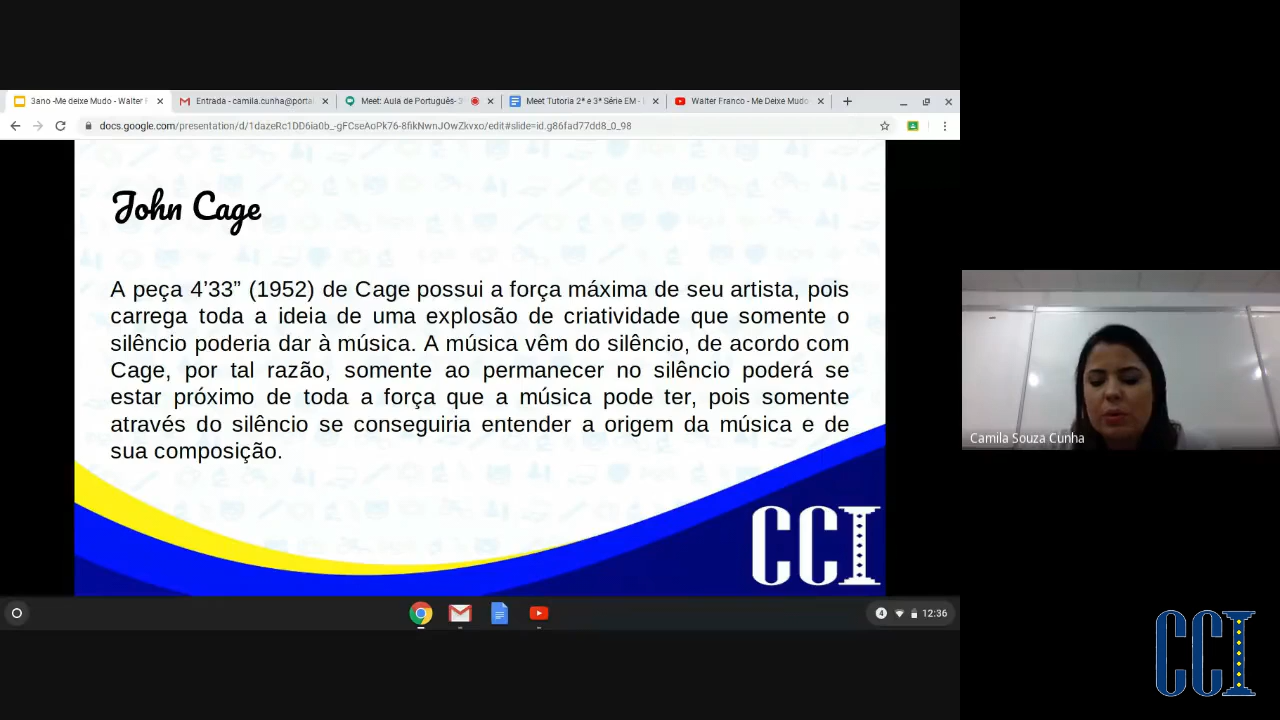 3ano -Me deixe Mudo - Walter F
Entrada - camila.cunha@portal
Meet: Aula de Português- 2
Meet Tutoria 2ª e 3ª Série EM -
Walter Franco - Me Deixe Mudo
docs.google.com/presentation/d/1dazeRc1DD6ia0b_-gFCseAoPk76-8fikNwnJOwZkvxo/edit#slide=id.g86fad77dd8_0_98
John Cage
A peça 4’33” (1952) de Cage possui a força máxima de seu artista, pois
carrega toda a ideia de uma explosão de criatividade que somente o
silêncio poderia dar à música. A música vêm do silêncio, de acordo com
Cage, por tal razão, somente ao permanecer no silêncio poderá se
estar próximo de toda a força que a música pode ter, pois somente
através do silêncio se conseguiria entender a origem da música e de
sua composição.
CCI
Camila Souza Cunha
4 12:36
CCI